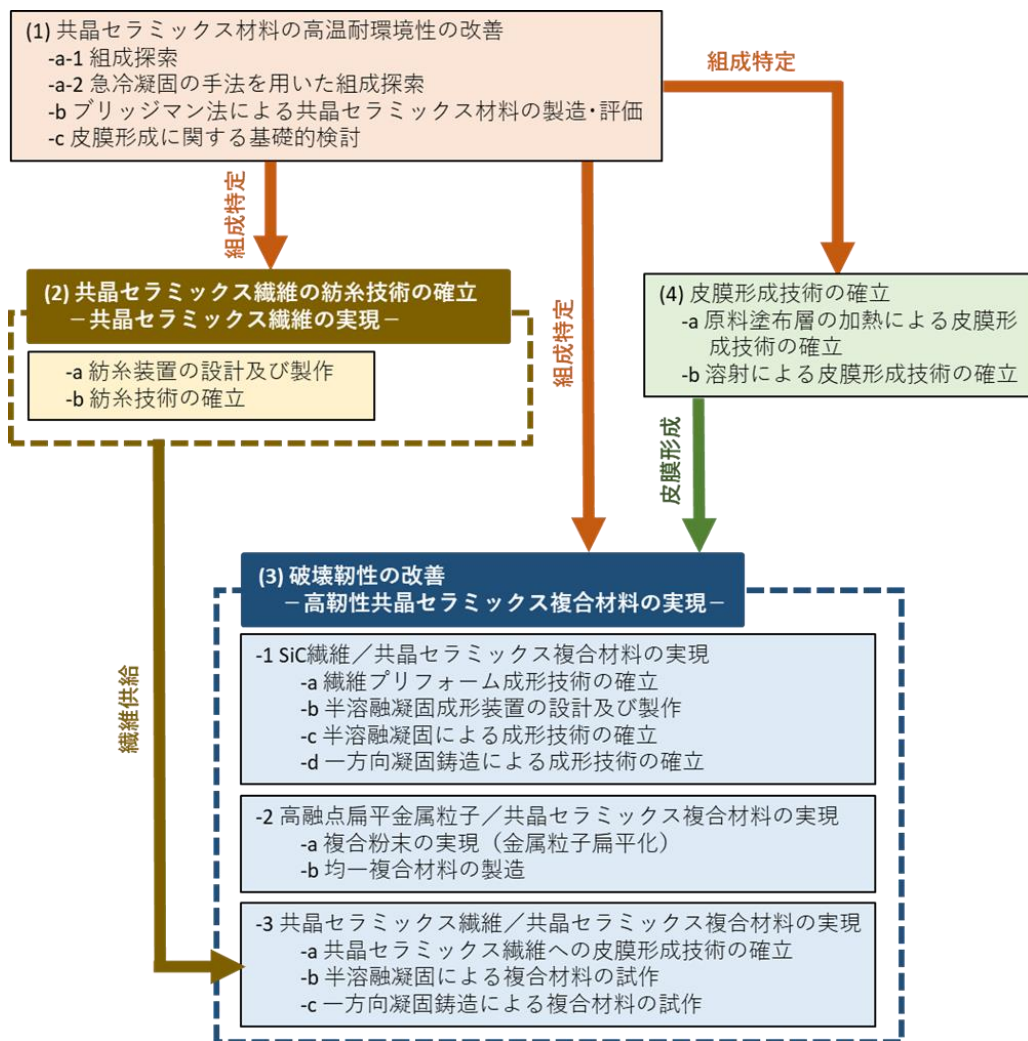 (1) 共晶セラミックス材料の高温耐環境性の改善
-a-1 組成探索
-a-2 急冷凝固の手法を用いた組成探索
-b ブリッジマン法による共晶セラミックス材料の製造・評価
-c 皮膜形成に関する基礎的検討
組成特定
組成特定
組成特定
(2) 共晶セラミックス繊維の紡糸技術の確立
－共晶セラミックス繊維の実現－
-a 紡糸装置の設計及び製作
-b 紡糸技術の確立
(4) 皮膜形成技術の確立
-a 原料塗布層の加熱による皮膜形
成技術の確立
-b 溶射による皮膜形成技術の確立
皮膜形成
繊維供給
(3) 破壊靭性の改善
－高靭性共晶セラミックス複合材料の実現－
-1 SiC繊維／共晶セラミックス複合材料の実現
-a 繊維プリフォーム成形技術の確立
-b 半溶融凝固成形装置の設計及び製作
-c 半溶融凝固による成形技術の確立
-d 一方向凝固鋳造による成形技術の確立
-2 高融点扁平金属粒子／共晶セラミックス複合材料の実現
-a 複合粉末の実現（金属粒子扁平化）
-b 均一複合材料の製造
-3 共晶セラミックス繊維／共晶セラミックス複合材料の実現
-a 共晶セラミックス繊維への皮膜形成技術の確立
-b 半溶融凝固による複合材料の試作
-c 一方向凝固鋳造による複合材料の試作